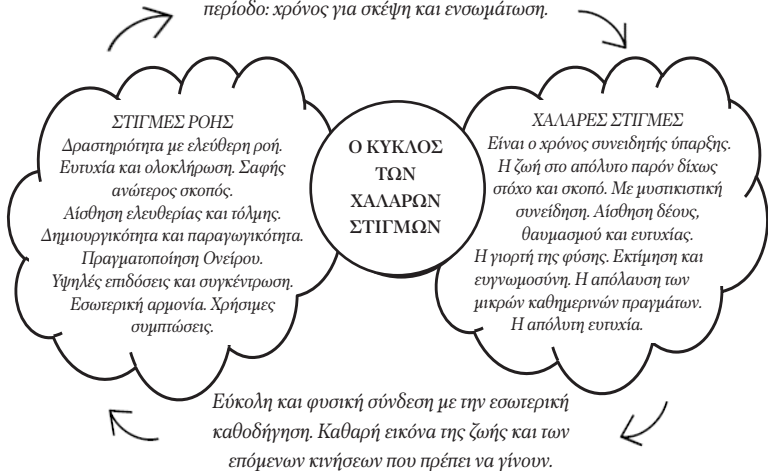 περίοδο: χρόνος για σκέψη και ενσωμάτωση.
ΣΤΙΓΜΕΣ ΡΟΗΣ
Δραστηριότητα με ελεύθερη ροή.
Ευτυχία και ολοκλήρωση. Σαφής
ανώτερος σκοπός.
Αίσθηση ελευθερίας και τόλμης.
Δημιουργικότητα και παραγωγικότητα.
Πραγματοποίηση Ονείρου.
Υψηλές επιδόσεις και συγκέντρωση.
Εσωτερική αρμονία. Χρήσιμες
συμπτώσεις.
Ο ΚΥΚΛΟΣ
ΤΩΝ
ΧΑΛΑΡΩΝ
ΣΤΙΓΜΩΝ
ΧΑΛΑΡΕΣ ΣΤΙΓΜΕΣ
Είναι ο χρόνος συνειδητής ύπαρξης.
Η ζωή στο απόλυτο παρόν δίχως
στόχο και σκοπό. Με μυστικιστική
συνείδηση. Αίσθηση δέους,
θαυμασμού και ευτυχίας.
Η γιορτή της φύσης. Εκτίμηση και
ευγνωμοσύνη. Η απόλαυση των
μικρών καθημερινών πραγμάτων.
Η απόλυτη ευτυχία.
Εύκολη και φυσική σύνδεση με την εσωτερική
καθοδήγηση. Καθαρή εικόνα της ζωής και των
επόμενων κινήσεων που πρέπει να γίνουν.